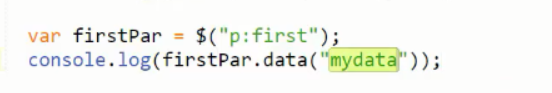 var firstPar = $("p:first");
console.log(firstPar.data("mydata"));